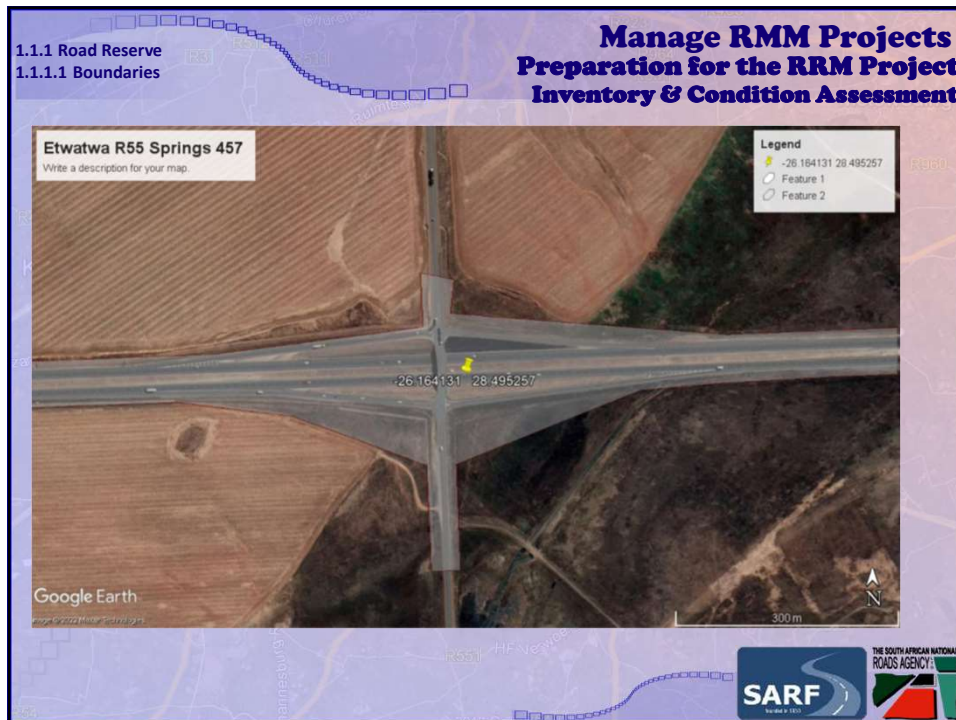 1.1.1 Road Reserve
1.1.1.1 Boundaries
Manage RMM Projects
Preparation for the RRM Project
Inventory & Condition Assessment
Etwatwa R55 Springs 457
Write a description for your map.
Legend
-26.164131 28.495257
Feature 1
Feature 2
-26.164131 28.495257
Google Earth
N
300 m
SARF
THE SOUTH AFRICAN NATIONAL
ROADS AGENCY